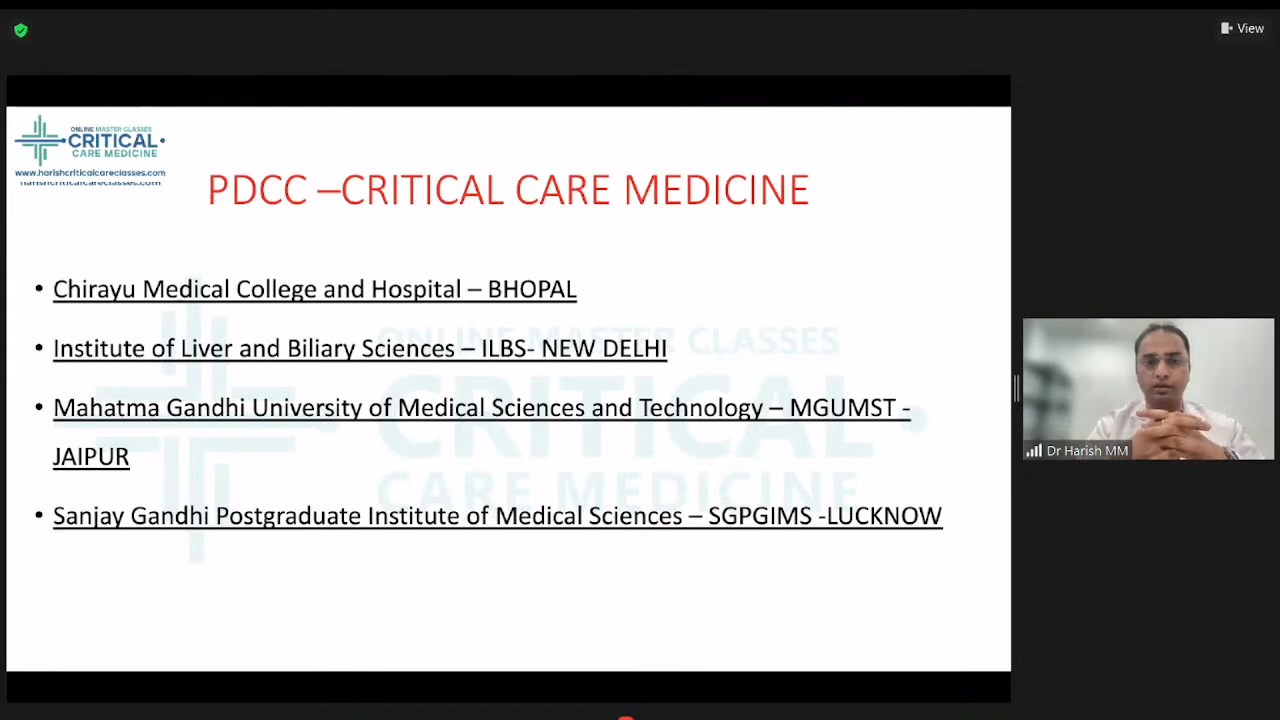 View
ONLINE MASTER CLASSES
CRITICAL
CARE MEDICINE
www.harishcriticalcareclasses.com
harishcriticalcareclasses.com
PDCC –CRITICAL CARE MEDICINE
• Chirayu Medical College and Hospital – BHOPAL
• Institute of Liver and Biliary Sciences – ILBS- NEW DELHI
• Mahatma Gandhi University of Medical Sciences and Technology – MGUMST -
JAIPUR
• Sanjay Gandhi Postgraduate Institute of Medical Sciences – SGPGIMS -LUCKNOW
ONLINE MASTER CLASSES
CRITICAL
CARE MEDICINE
Dr Harish MM